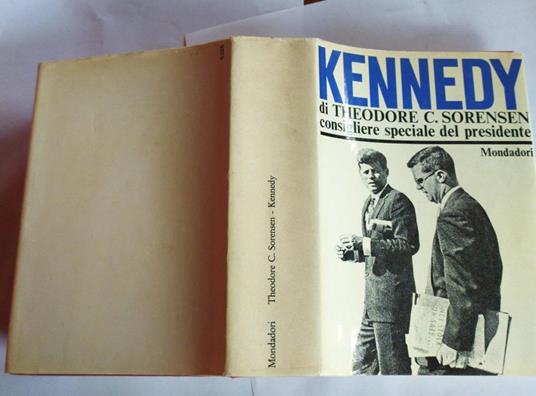 KENNEDY
di THEODORE C. SORENSEN
consigliere speciale del presidente
Mondadori
Mondadori Theodore C. Sorensen - Kennedy